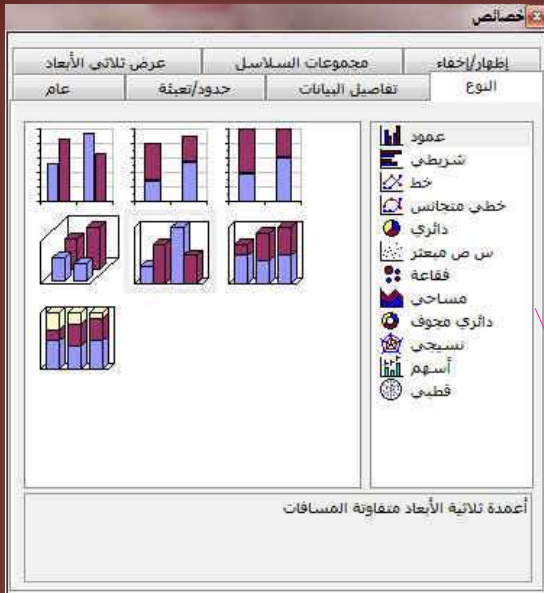 خصائص
إظهار/إخفاء
مجموعات السلاسل
عرض ثلاثي الأبعاد
النوع
تفاصيل البيانات
حدود/تعبئة
عام
عمود
شريطي
خط
خطي متجانس
دائري
س ص مبعثر
فقاعة
مساحي
دائري مجوف
نسيجي
أسهم
قطبي
أعمدة ثلاثية الأبعاد متفاوتة المسافات